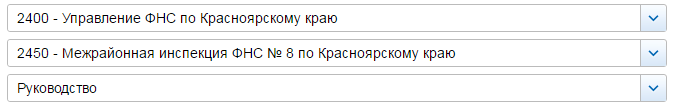 2400 - Управление ФНС по Красноярскому краю
2450 - Межрайонная инспекция ФНС № 8 по Красноярскому краю
Руководство